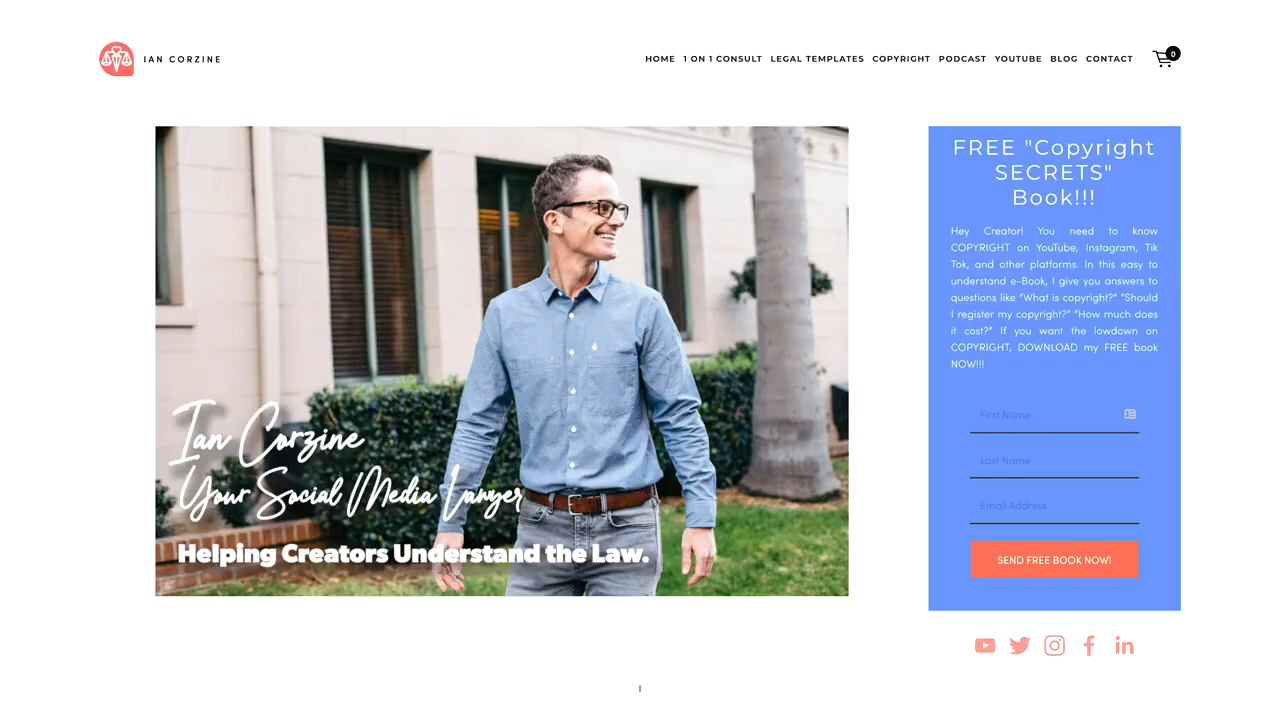 IAN CORZINE
HOME 1 ON 1 CONSULT LEGAL TEMPLATES COPYRIGHT PODCAST YOUTUBE BLOG CONTACT
0
Ian Corzine
Your Social Media Lawyer
Helping Creators Understand the Law.
FREE "Copyright
SECRETS"
Book!!!
Hey Creator! You need to know
COPYRIGHT on YouTube, Instagram, Tik
Tok, and other platforms. In this easy to
understand e-Book, I give you answers to
questions like "What is copyright?" "Should
I register my copyright?" "How much does
it cost?" If you want the lowdown on
COPYRIGHT, DOWNLOAD my FREE book
NOW!!!
First Name
Last Name
Email Address
SEND FREE BOOK NOW!